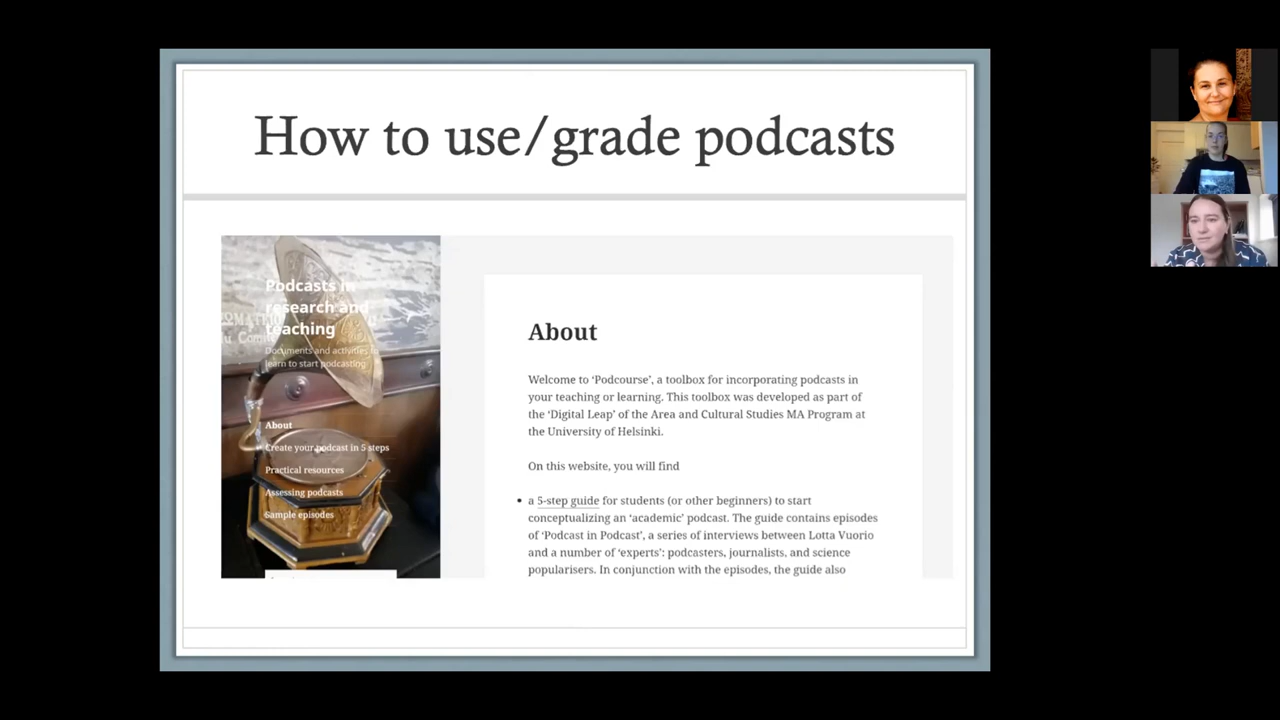 How to use/grade podcasts
Podcasts in
research and
teaching
Documents and activities to
learn to start podcasting
About
Create your podcast in 5 steps
Practical resources
Assessing podcasts
Sample episodes
About
Welcome to ‘Podcourse’, a toolbox for incorporating podcasts in
your teaching or learning. This toolbox was developed as part of
the ‘Digital Leap’ of the Area and Cultural Studies MA Program at
the University of Helsinki.
On this website, you will find
• a 5-step guide for students (or other beginners) to start
conceptualizing an ‘academic’ podcast. The guide contains episodes
of ‘Podcast in Podcast’, a series of interviews between Lotta Vuorio
and a number of ‘experts’: podcasters, journalists, and science
popularisers. In conjunction with the episodes, the guide also